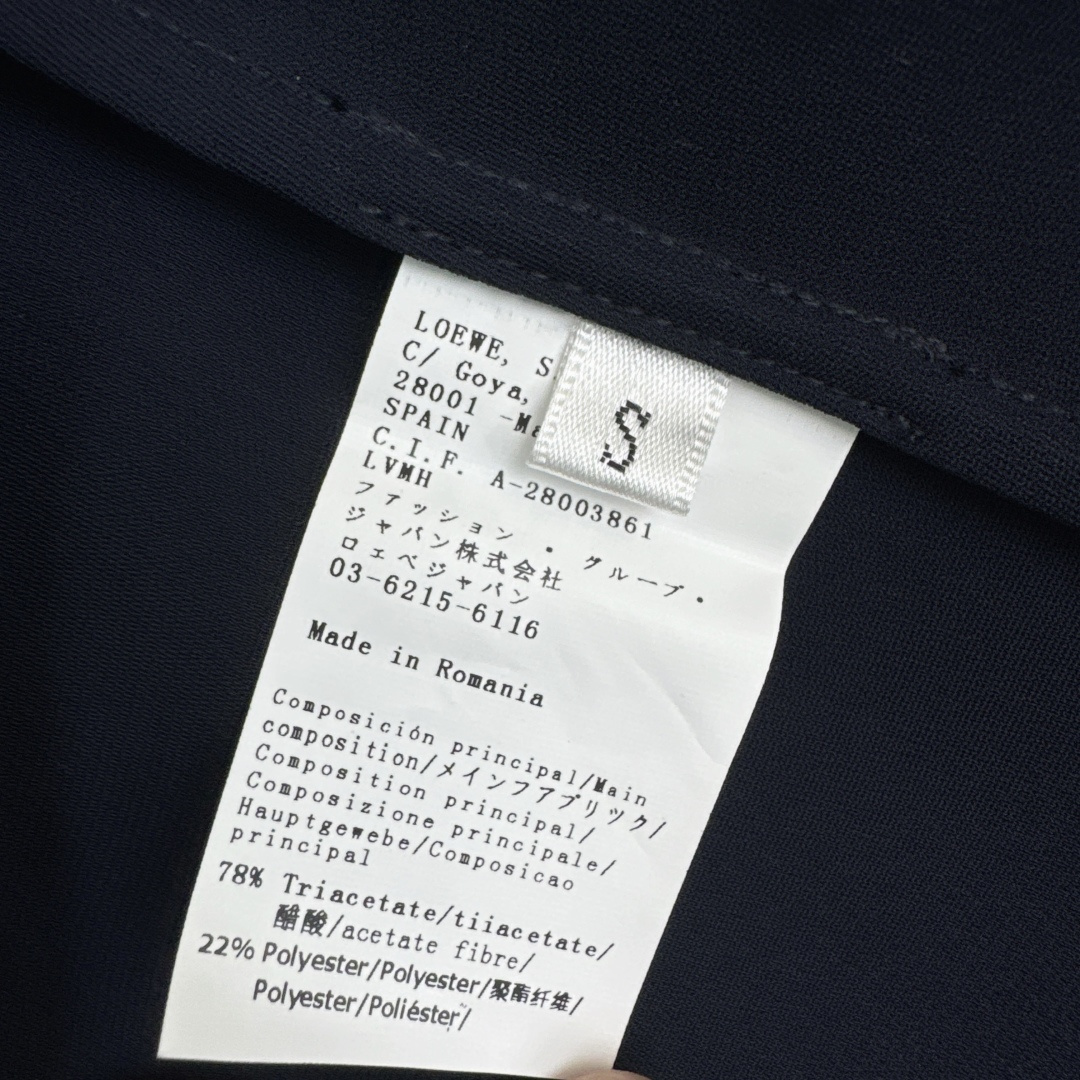 LOEWE, S.
C/ Goya,
28001 -Ma
SPAIN
C.I.F. A-28003861
LVMH
ファッション・グループ・
ジャパン株式会社
ロエベジャパン
03-6215-6116
S
Made in Romania
Composición principal/Main
composition/メインファブリック/
Composition principal/
Composizione principale/
Hauptgewebe/Composicao
principal
78% Triacetate/tiiacetate/
醋酸/acetate fibre/
22% Polyester/Polyester/聚酯纤维/
Polyester/Poliéster/